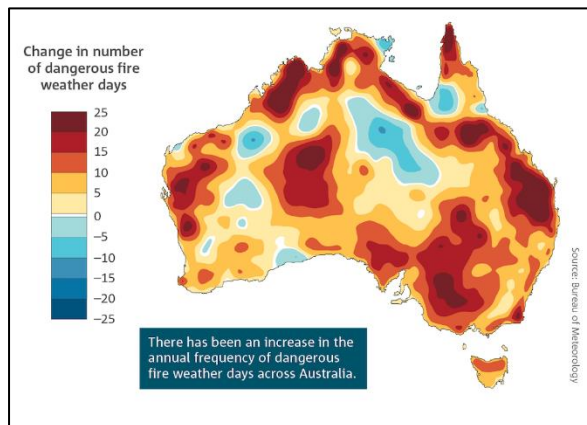 Change in number
of dangerous fire
weather days
25
20
15
10
5
0
–5
–10
–15
–20
–25
There has been an increase in the
annual frequency of dangerous
fire weather days across Australia.
Source: Bureau of Meteorology